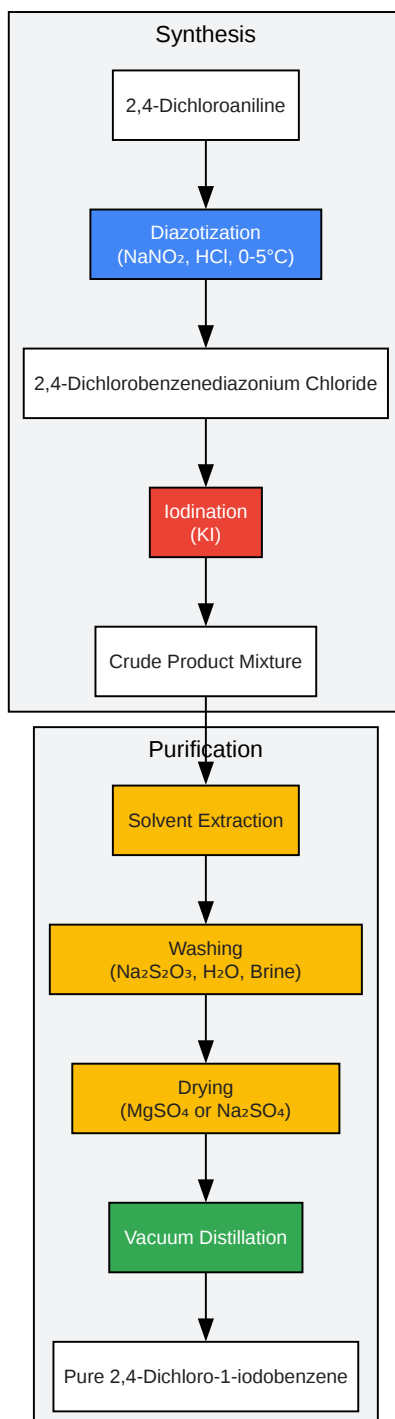 Synthesis
2,4-Dichloroaniline
Diazotization
(NaNO₂, HCl, 0-5°C)
2,4-Dichlorobenzenediazonium Chloride
Iodination
(KI)
Crude Product Mixture
Purification
Solvent Extraction
Washing
(Na₂S₂O₃, H₂O, Brine)
Drying
(MgSO₄ or Na₂SO₄)
Vacuum Distillation
Pure 2,4-Dichloro-1-iodobenzene